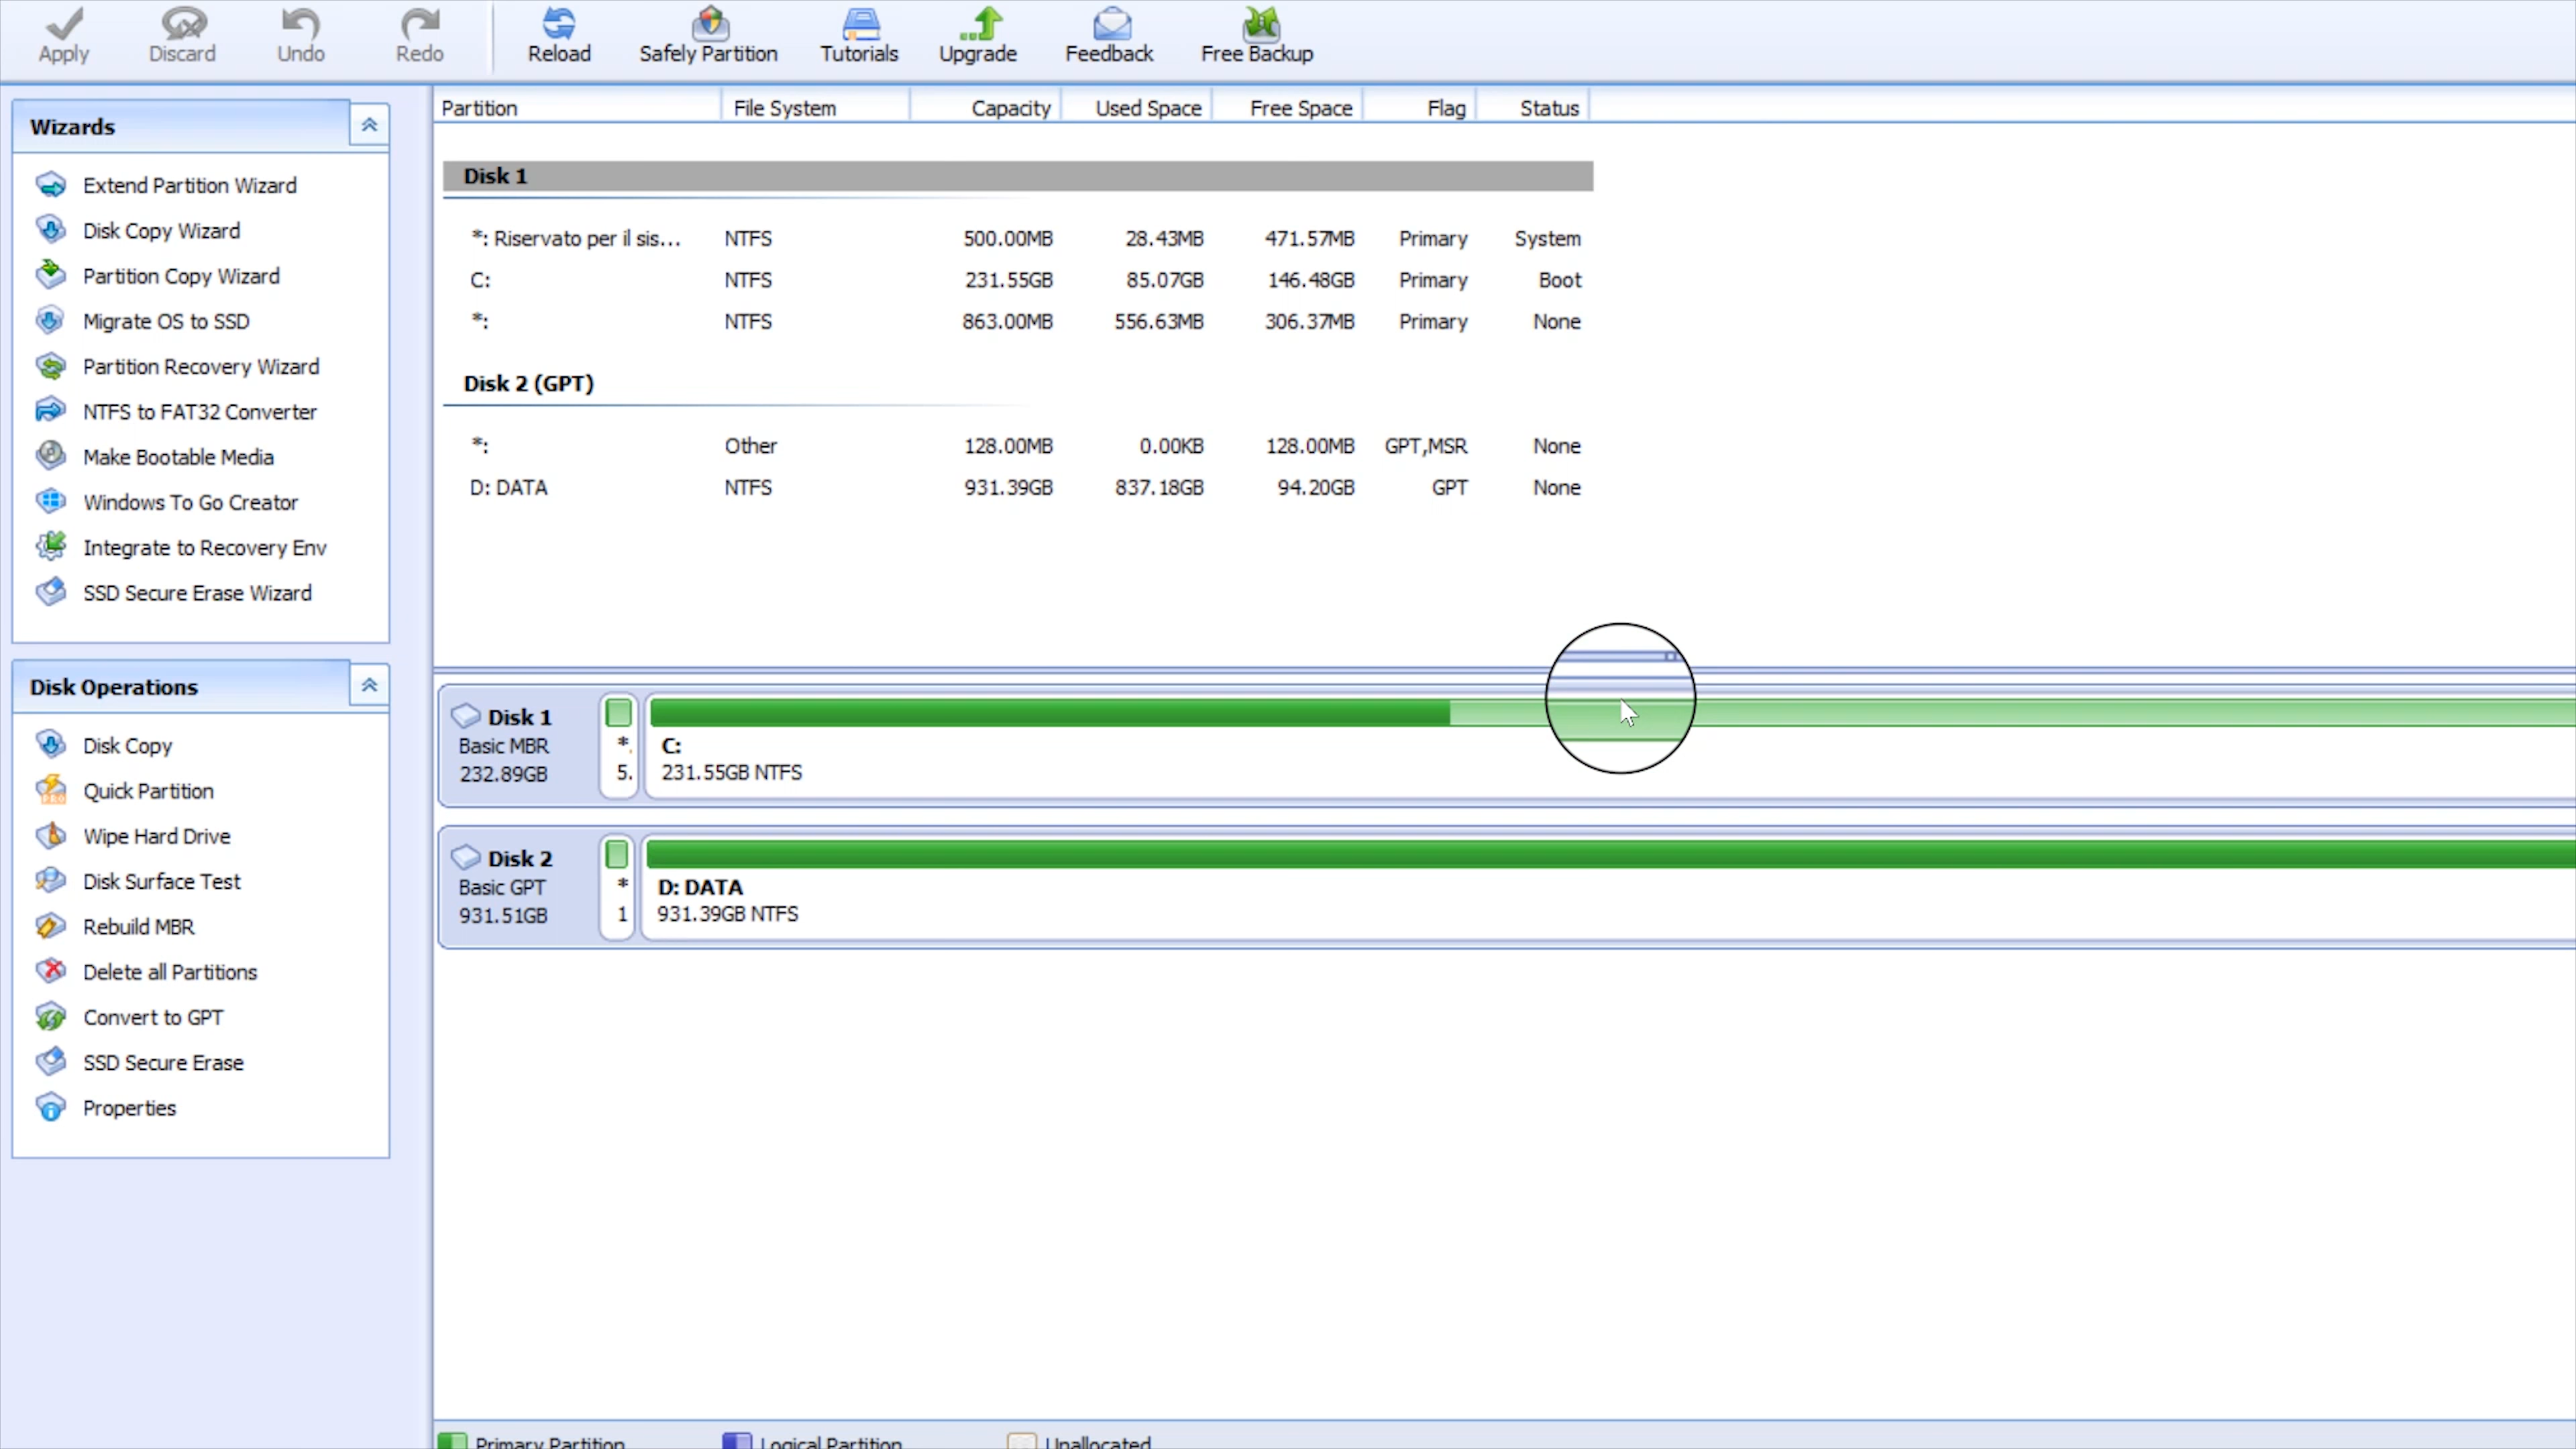 Apply Discard Undo Redo Reload Safely Partition Tutorials Upgrade Feedback Free Backup
Wizards
Extend Partition Wizard
Disk Copy Wizard
Partition Copy Wizard
Migrate OS to SSD
Partition Recovery Wizard
NTFS to FAT32 Converter
Make Bootable Media
Windows To Go Creator
Integrate to Recovery Env
SSD Secure Erase Wizard
Disk Operations
Disk Copy
Quick Partition
Wipe Hard Drive
Disk Surface Test
Rebuild MBR
Delete all Partitions
Convert to GPT
SSD Secure Erase
Properties
Partition File System Capacity Used Space Free Space Flag Status
Disk 1
*: Riservato per il sis... NTFS 500.00MB 28.43MB 471.57MB Primary System
C: NTFS 231.55GB 85.07GB 146.48GB Primary Boot
*: NTFS 863.00MB 556.63MB 306.37MB Primary None
Disk 2 (GPT)
*: Other 128.00MB 0.00KB 128.00MB GPT,MSR None
D: DATA NTFS 931.39GB 837.18GB 94.20GB GPT None
Disk 1
Basic MBR
232.89GB
*.
5.
C:
231.55GB NTFS
Disk 2
Basic GPT
931.51GB
*
1
D: DATA
931.39GB NTFS
Primary Partition Logical Partition Unallocated